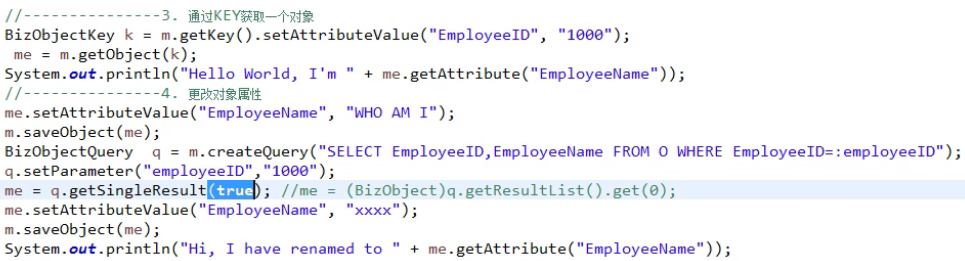 //---------------3. 通过KEY获取一个对象
BizObjectKey k = m.getKey().setAttributeValue("EmployeeID", "1000");
me = m.getObject(k);
System.out.println("Hello World, I'm " + me.getAttribute("EmployeeName"));
//---------------4. 更改对象属性
me.setAttributeValue("EmployeeName", "WHO AM I");
m.saveObject(me);
BizObjectQuery  q = m.createQuery("SELECT EmployeeID,EmployeeName FROM O WHERE EmployeeID=:employeeID");
q.setParameter("employeeID","1000");
me = q.getSingleResult(true); //me = (BizObject)q.getResultList().get(0);
me.setAttributeValue("EmployeeName", "xxxx");
m.saveObject(me);
System.out.println("Hi, I have renamed to " + me.getAttribute("EmployeeName"));